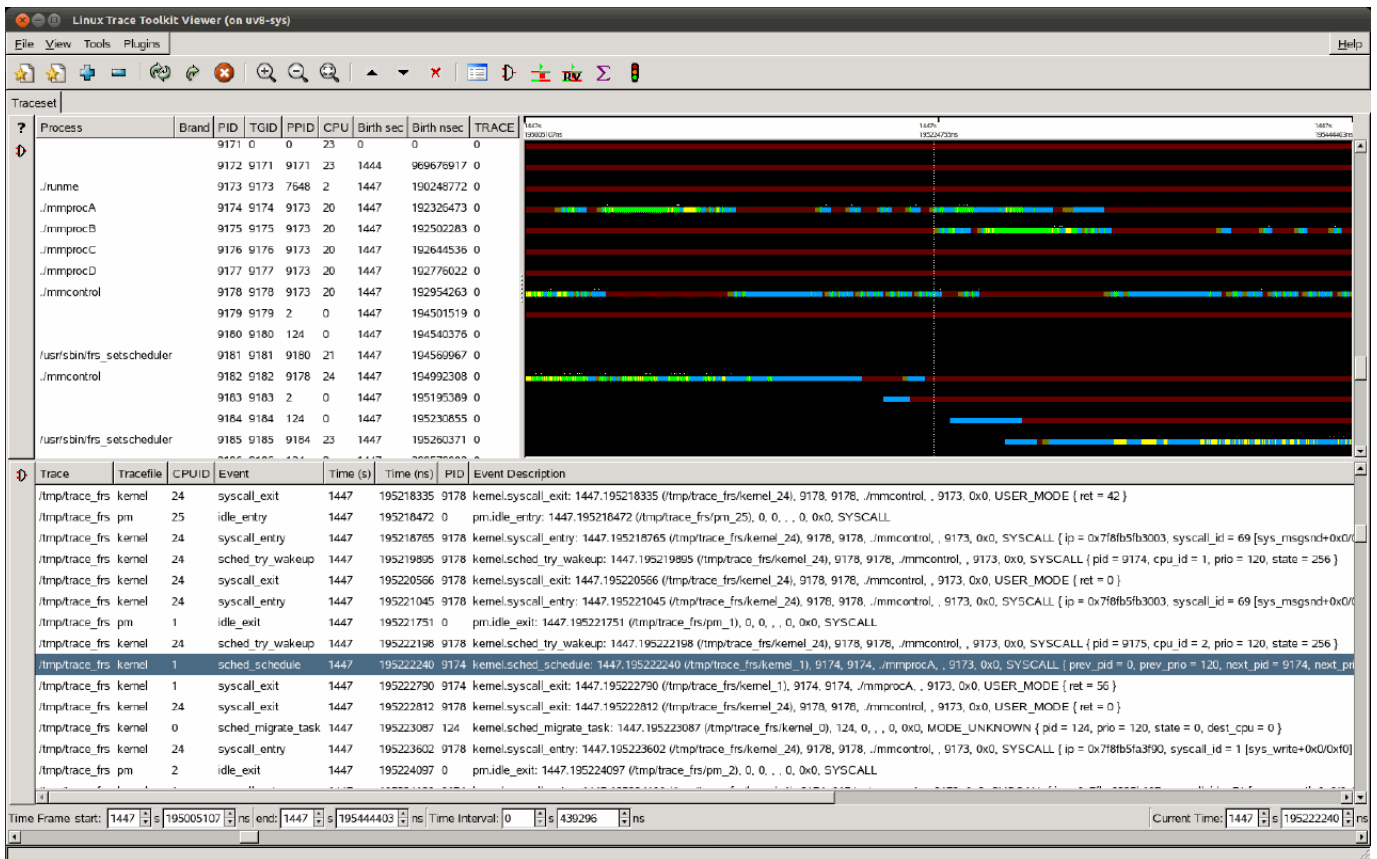 Linux Trace Toolkit Viewer (on uv8-sys)
File View Tools Plugins Help
Traceset
? Process Brand PID TGID PPID CPU Birth sec Birth nsec TRACE 1447s 195005107ns 1447s 195224755ns 1447s 195444403ns
9171 0 0 23 0 0 0
9172 9171 9171 23 1444 969676917 0
./runme 9173 9173 7648 2 1447 190248772 0
./mmprocA 9174 9174 9173 20 1447 192326473 0
./mmprocB 9175 9175 9173 20 1447 192502283 0
./mmprocC 9176 9176 9173 20 1447 192644536 0
./mmprocD 9177 9177 9173 20 1447 192776022 0
./mmcontrol 9178 9178 9173 20 1447 192954263 0
9179 9179 2 0 1447 194501519 0
9180 9180 124 0 1447 194540376 0
/usr/sbin/frs_setscheduler 9181 9181 9180 21 1447 194569967 0
./mmcontrol 9182 9182 9178 24 1447 194992308 0
9183 9183 2 0 1447 195195389 0
9184 9184 124 0 1447 195230855 0
/usr/sbin/frs_setscheduler 9185 9185 9184 23 1447 195260371 0
Trace Tracefile CPUID Event Time (s) Time (ns) PID Event Description
/tmp/trace_frs kernel 24 syscall_exit 1447 195218335 9178 kernel.syscall_exit: 1447.195218335 (/tmp/trace_frs/kernel_24), 9178, 9178, ./mmcontrol, , 9173, 0x0, USER_MODE { ret = 42 }
/tmp/trace_frs pm 25 idle_entry 1447 195218472 0 pm.idle_entry: 1447.195218472 (/tmp/trace_frs/pm_25), 0, 0, , , 0, 0x0, SYSCALL
/tmp/trace_frs kernel 24 syscall_entry 1447 195218765 9178 kernel.syscall_entry: 1447.195218765 (/tmp/trace_frs/kernel_24), 9178, 9178, ./mmcontrol, , 9173, 0x0, SYSCALL { ip = 0x7f8fb5fb3003, syscall_id = 69 [sys_msgsnd+0x0/0
/tmp/trace_frs kernel 24 sched_try_wakeup 1447 195219895 9178 kernel.sched_try_wakeup: 1447.195219895 (/tmp/trace_frs/kernel_24), 9178, 9178, ./mmcontrol, , 9173, 0x0, SYSCALL { pid = 9174, cpu_id = 1, prio = 120, state = 256 }
/tmp/trace_frs kernel 24 syscall_exit 1447 195220566 9178 kernel.syscall_exit: 1447.195220566 (/tmp/trace_frs/kernel_24), 9178, 9178, ./mmcontrol, , 9173, 0x0, USER_MODE { ret = 0 }
/tmp/trace_frs kernel 24 syscall_entry 1447 195221045 9178 kernel.syscall_entry: 1447.195221045 (/tmp/trace_frs/kernel_24), 9178, 9178, ./mmcontrol, , 9173, 0x0, SYSCALL { ip = 0x7f8fb5fb3003, syscall_id = 69 [sys_msgsnd+0x0/0
/tmp/trace_frs pm 1 idle_exit 1447 195221751 0 pm.idle_exit: 1447.195221751 (/tmp/trace_frs/pm_1), 0, 0, , , 0, 0x0, SYSCALL
/tmp/trace_frs kernel 24 sched_try_wakeup 1447 195222198 9178 kernel.sched_try_wakeup: 1447.195222198 (/tmp/trace_frs/kernel_24), 9178, 9178, ./mmcontrol, , 9173, 0x0, SYSCALL { pid = 9175, cpu_id = 2, prio = 120, state = 256 }
/tmp/trace_frs kernel 1 sched_schedule 1447 195222240 9174 kernel.sched_schedule: 1447.195222240 (/tmp/trace_frs/kernel_1), 9174, 9174, ./mmprocA, , 9173, 0x0, SYSCALL { prev_pid = 0, prev_prio = 120, next_pid = 9174, next_pri
/tmp/trace_frs kernel 1 syscall_exit 1447 195222790 9174 kernel.syscall_exit: 1447.195222790 (/tmp/trace_frs/kernel_1), 9174, 9174, ./mmprocA, , 9173, 0x0, USER_MODE { ret = 56 }
/tmp/trace_frs kernel 24 syscall_exit 1447 195222812 9178 kernel.syscall_exit: 1447.195222812 (/tmp/trace_frs/kernel_24), 9178, 9178, ./mmcontrol, , 9173, 0x0, USER_MODE { ret = 0 }
/tmp/trace_frs kernel 0 sched_migrate_task 1447 195223087 124 kernel.sched_migrate_task: 1447.195223087 (/tmp/trace_frs/kernel_0), 124, 0, , , 0, 0x0, MODE_UNKNOWN { pid = 124, prio = 120, state = 0, dest_cpu = 0 }
/tmp/trace_frs kernel 24 syscall_entry 1447 195223602 9178 kernel.syscall_entry: 1447.195223602 (/tmp/trace_frs/kernel_24), 9178, 9178, ./mmcontrol, , 9173, 0x0, SYSCALL { ip = 0x7f8fb5fa3f90, syscall_id = 1 [sys_write+0x0/0xf0]
/tmp/trace_frs pm 2 idle_exit 1447 195224097 0 pm.idle_exit: 1447.195224097 (/tmp/trace_frs/pm_2), 0, 0, , , 0, 0x0, SYSCALL
Time Frame start: 1447 s 195005107 ns end: 1447 s 195444403 ns Time Interval: 0 s 439296 ns Current Time: 1447 s 195222240 ns